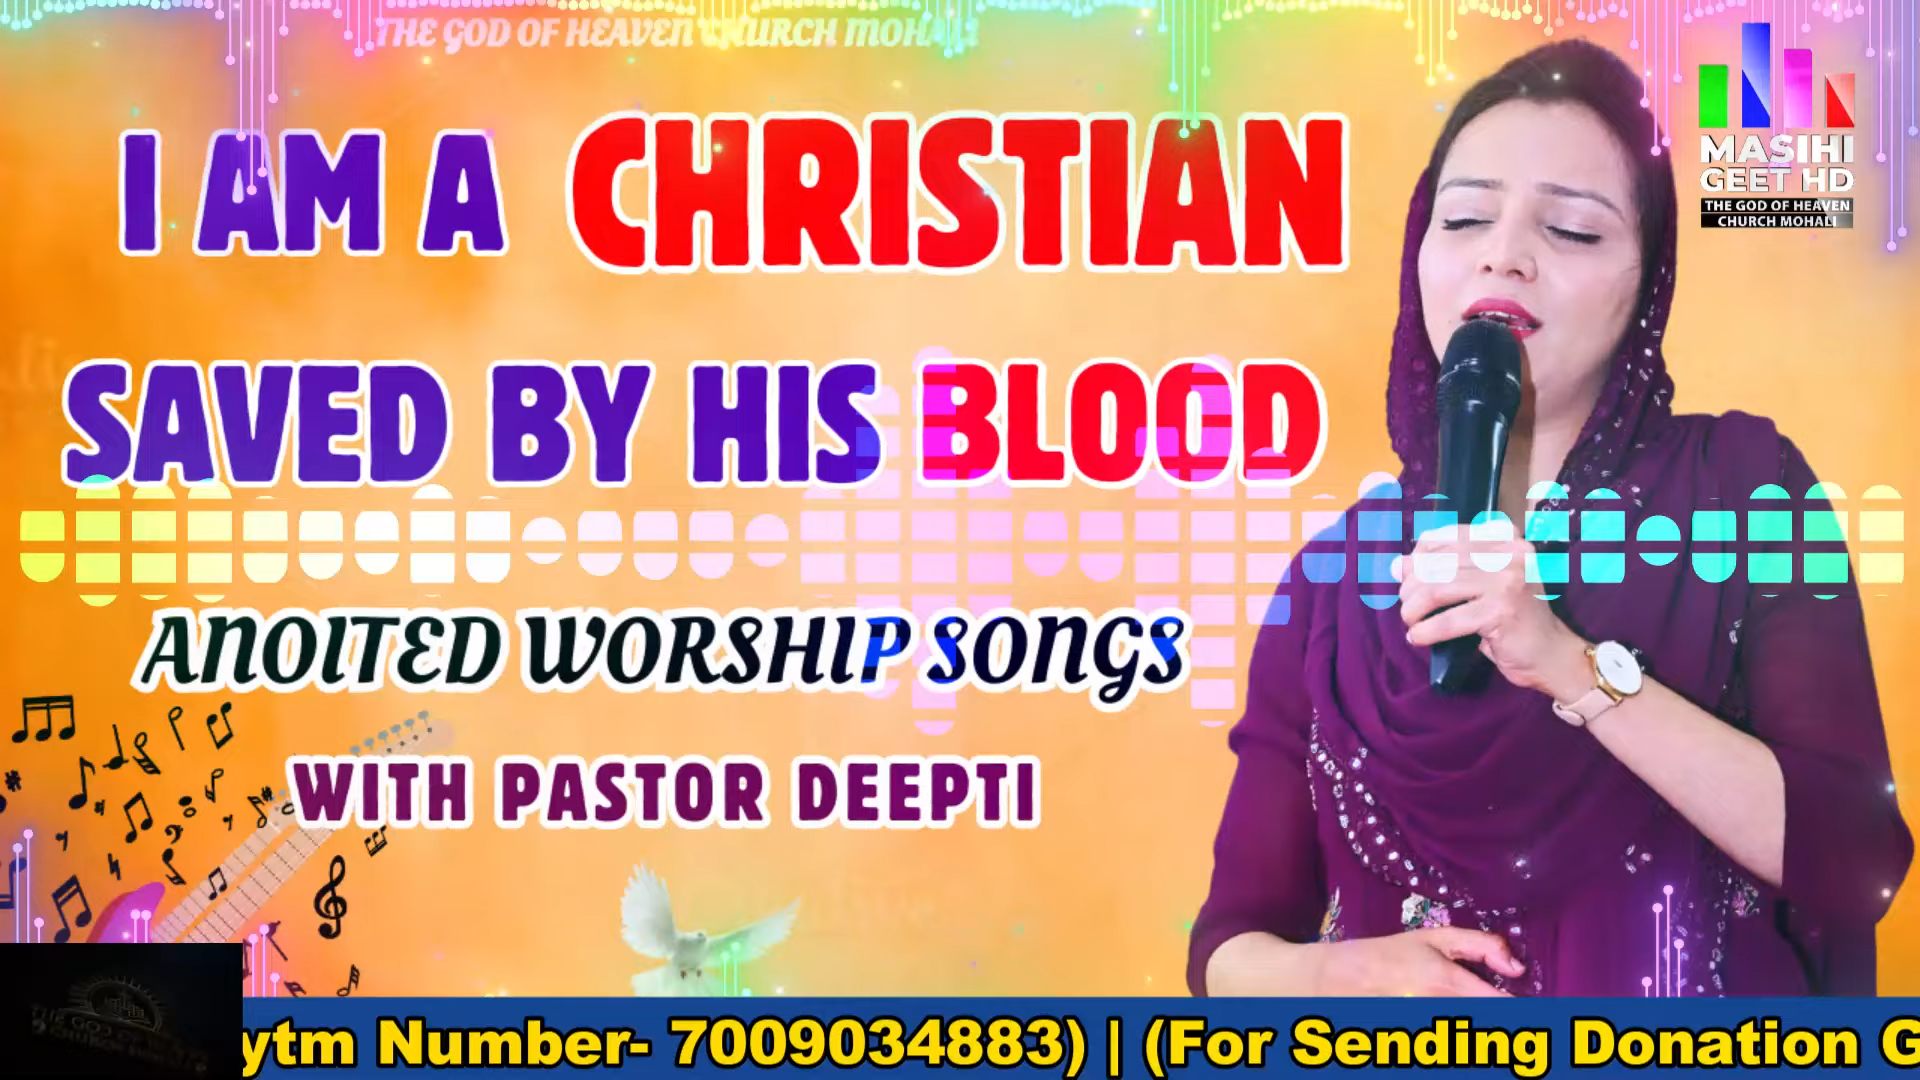 THE GOD OF HEAVEN CHURCH MOHALI
MASIHI
GEET HD
THE GOD OF HEAVEN
CHURCH MOHALI
I AM A CHRISTIAN
SAVED BY HIS BLOOD
ANOITED WORSHIP SONGS
WITH PASTOR DEEPTI
ytm Number- 7009034883) | (For Sending Donation G